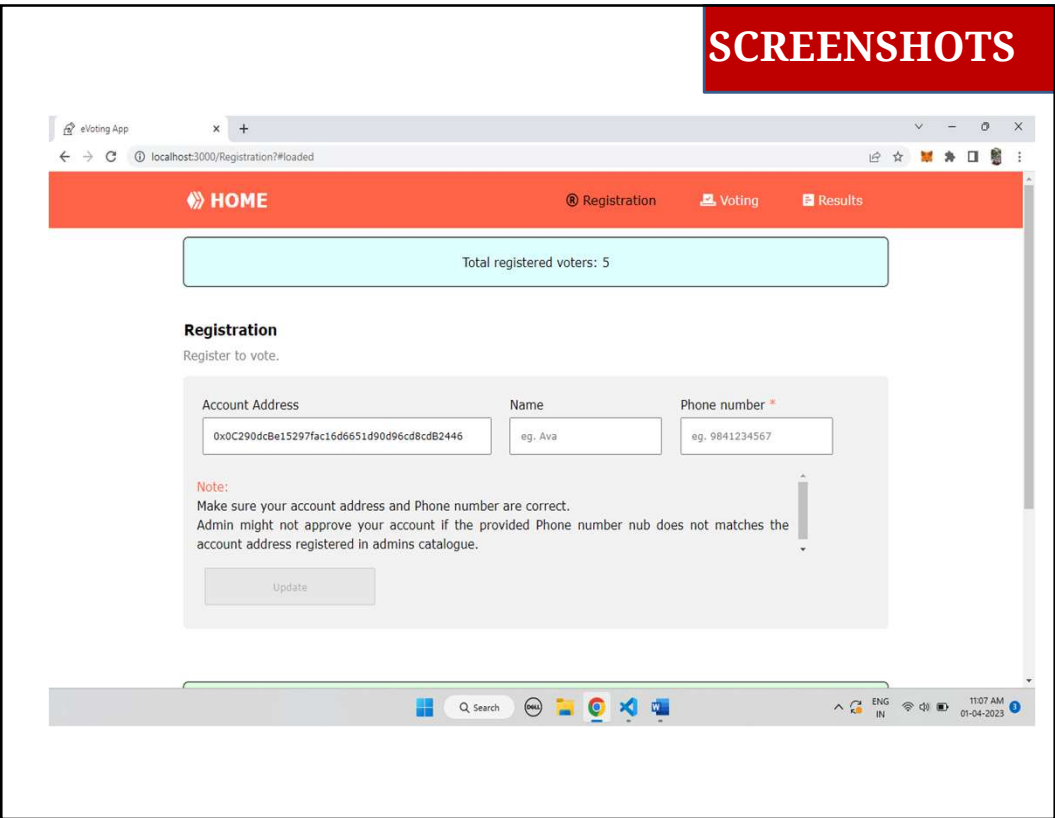 SCREENSHOTS
eVoting App
localhost:3000/Registration?#loaded
HOME
® Registration
Voting
Results
Total registered voters: 5
Registration
Register to vote.
Account Address
Name
Phone number *
0x0C290dcBe15297fac16d6651d90d96cd8cdB2446
eg. Ava
eg. 9841234567
Note:
Make sure your account address and Phone number are correct.
Admin might not approve your account if the provided Phone number nub does not matches the
account address registered in admins catalogue.
Update
Search
DELL
W
ENG
IN
11:07 AM
01-04-2023
3